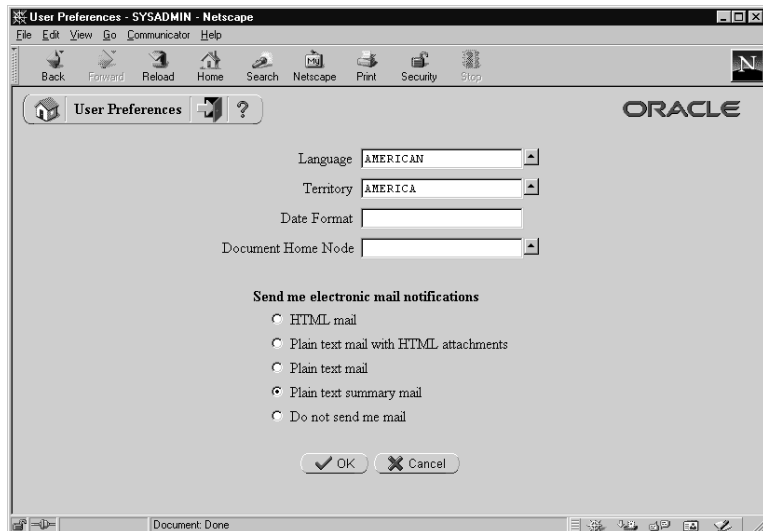 User Preferences - SYSADMIN - Netscape
File Edit View Go Communicator Help
Back Forward Reload Home Search Netscape Print Security Stop
My
N
User Preferences ?
ORACLE
Language AMERICAN
Territory AMERICA
Date Format
Document Home Node
Send me electronic mail notifications
HTML mail
Plain text mail with HTML attachments
Plain text mail
Plain text summary mail
Do not send me mail
OK Cancel
Document: Done